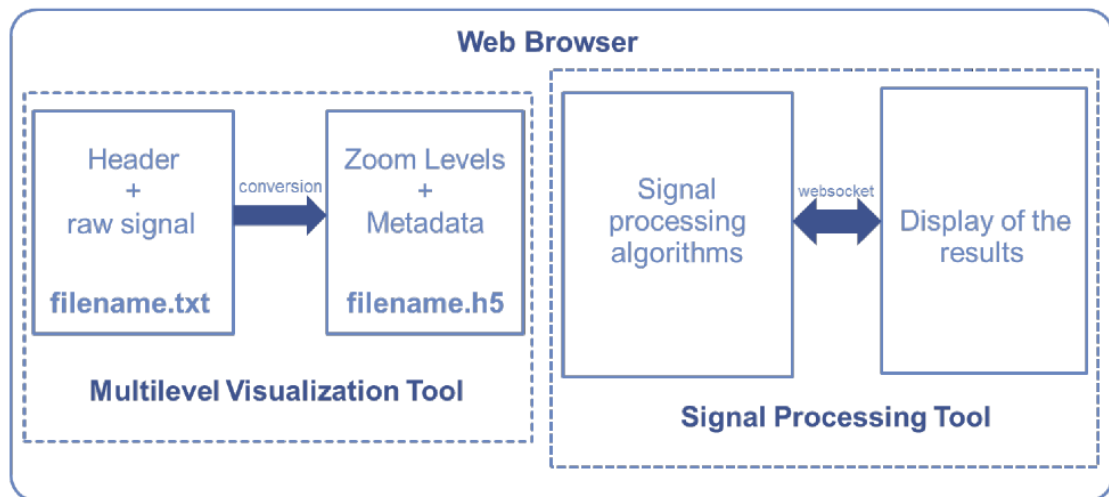 Web Browser
Header
+
raw signal
filename.txt
conversion
Zoom Levels
+
Metadata
filename.h5
Multilevel Visualization Tool
Signal
processing
algorithms
websocket
Display of the
results
Signal Processing Tool